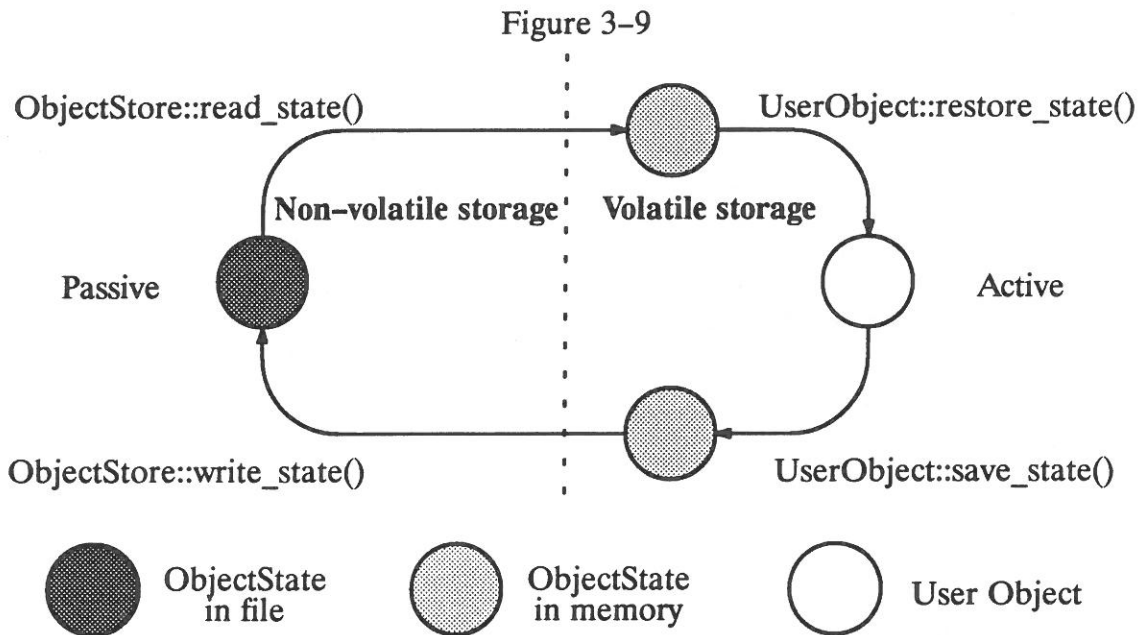 Figure 3–9
ObjectStore::read_state()
UserObject::restore_state()
Non–volatile storage
Volatile storage
Passive
Active
ObjectStore::write_state()
UserObject::save_state()
ObjectState
in file
ObjectState
in memory
User Object